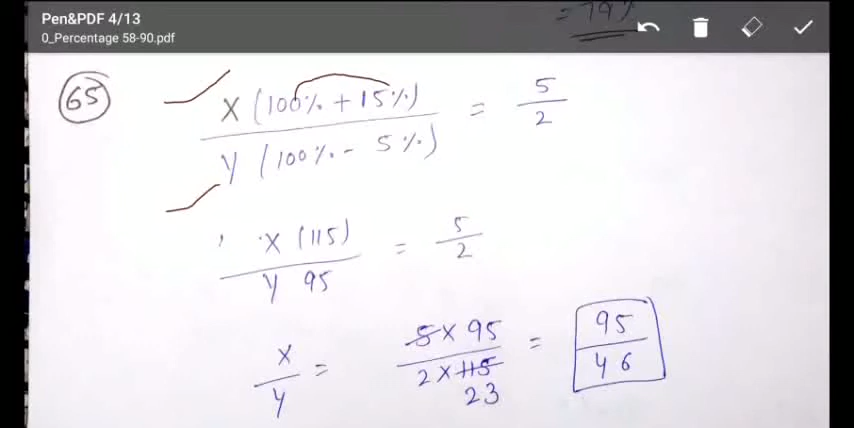 Pen&PDF 4/13
0_Percentage 58-90.pdf
= 79%
65
X (100% + 15%) / Y (100% - 5%) = 5/2
X (115) / Y 95 = 5/2
X/Y = 5 x 95 / 2 x 115 = 95/46
23